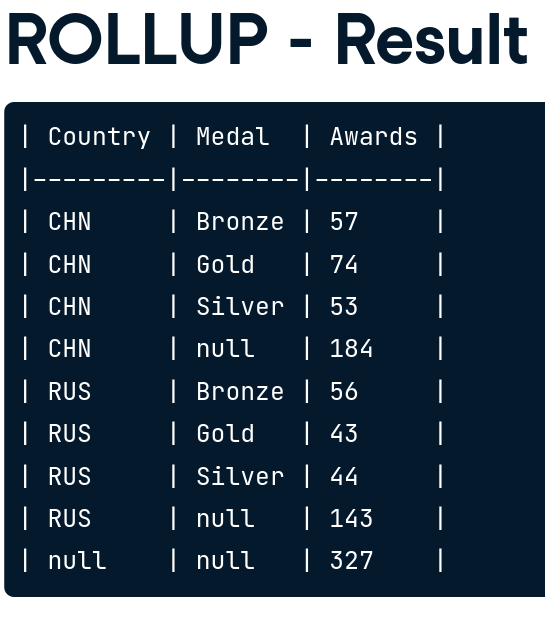 ROLLUP - Result
| Country | Medal  | Awards |
|---------|--------|--------|
| CHN     | Bronze | 57     |
| CHN     | Gold   | 74     |
| CHN     | Silver | 53     |
| CHN     | null   | 184    |
| RUS     | Bronze | 56     |
| RUS     | Gold   | 43     |
| RUS     | Silver | 44     |
| RUS     | null   | 143    |
| null    | null   | 327    |